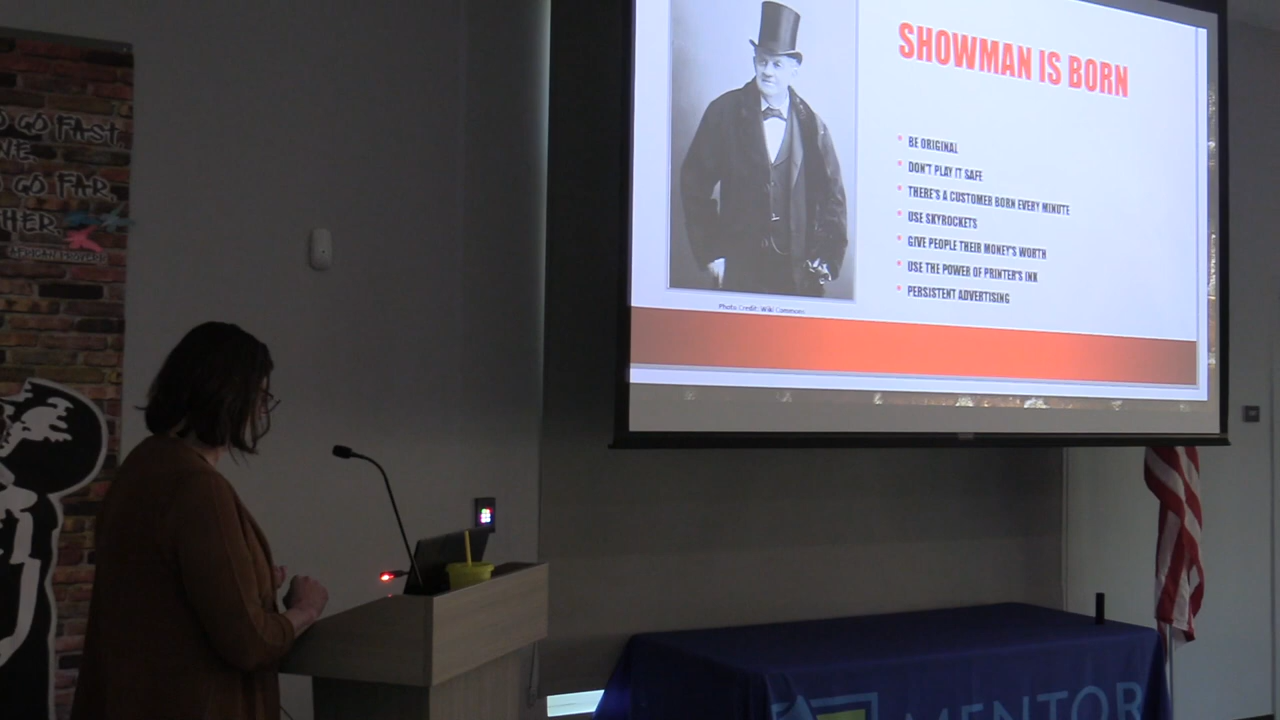 GO FAST,
NE.
GO FAR,
HER.
SHOWMAN IS BORN
BE ORIGINAL
DON'T PLAY IT SAFE
THERE'S A CUSTOMER BORN EVERY MINUTE
USE SKYROCKETS
GIVE PEOPLE THEIR MONEY'S WORTH
USE THE POWER OF PRINTER'S INK
PERSISTENT ADVERTISING
Photo Credit: Wiki Commons
MENTOR